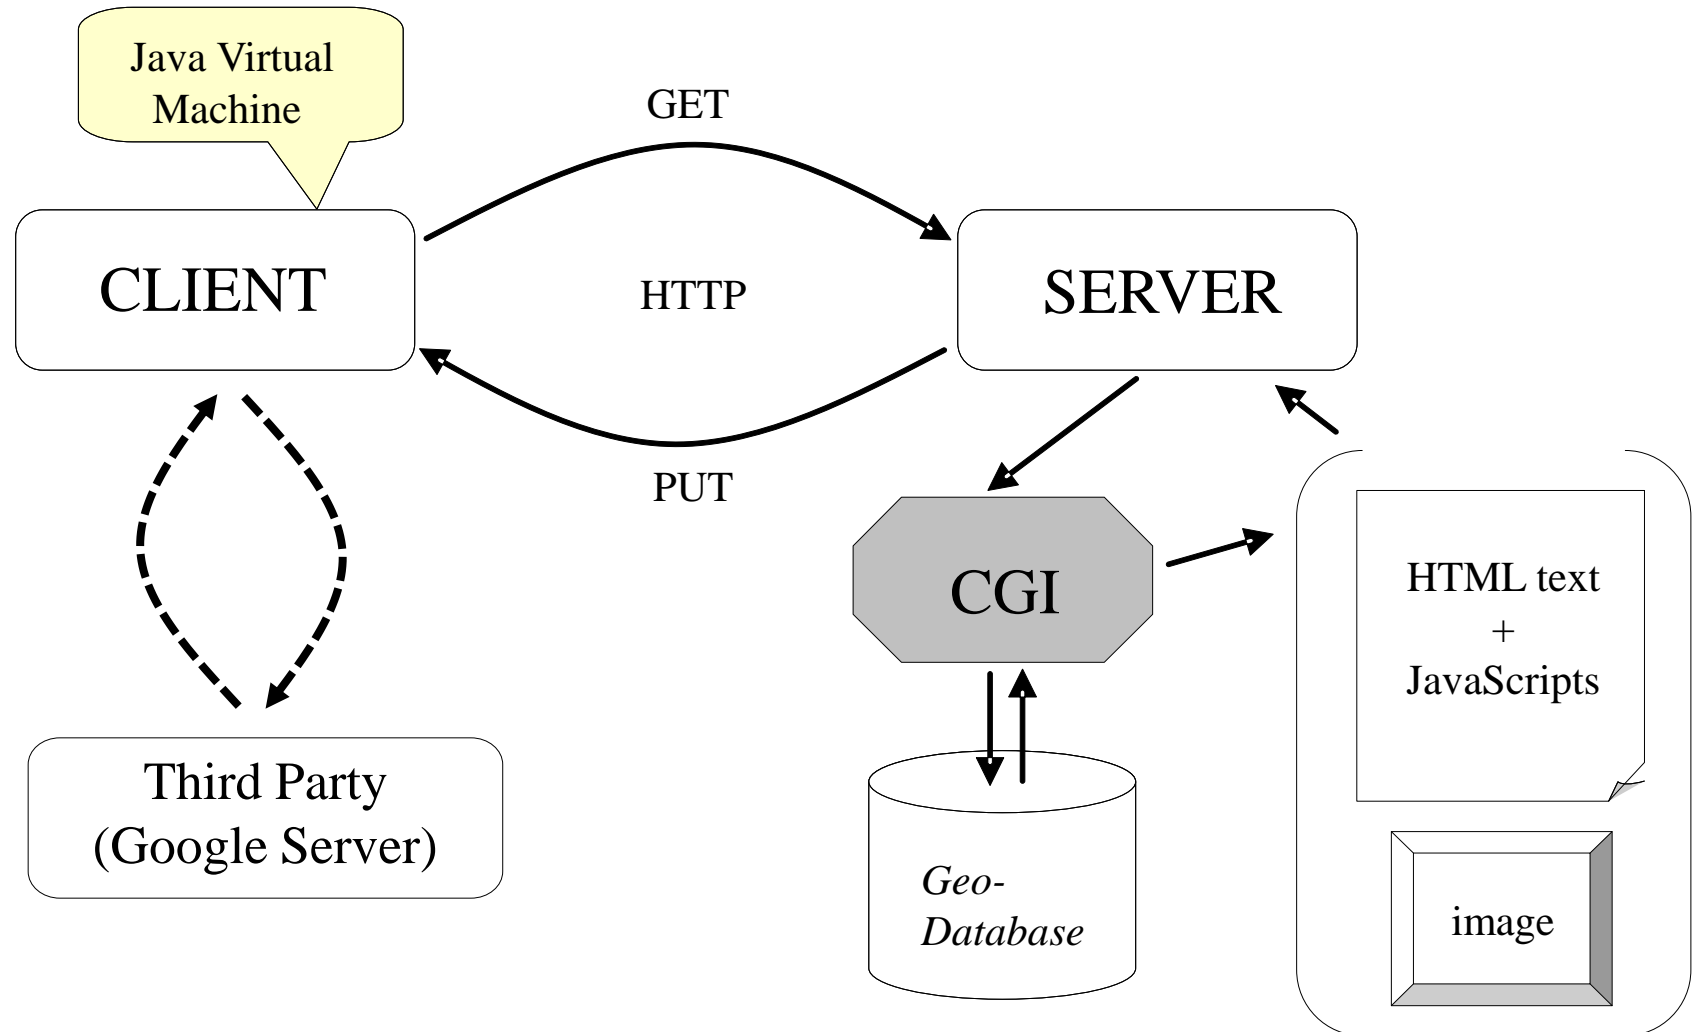 Java Virtual
Machine
GET
CLIENT
HTTP
SERVER
PUT
CGI
HTML text
+
JavaScripts
Third Party
(Google Server)
Geo-
Database
image